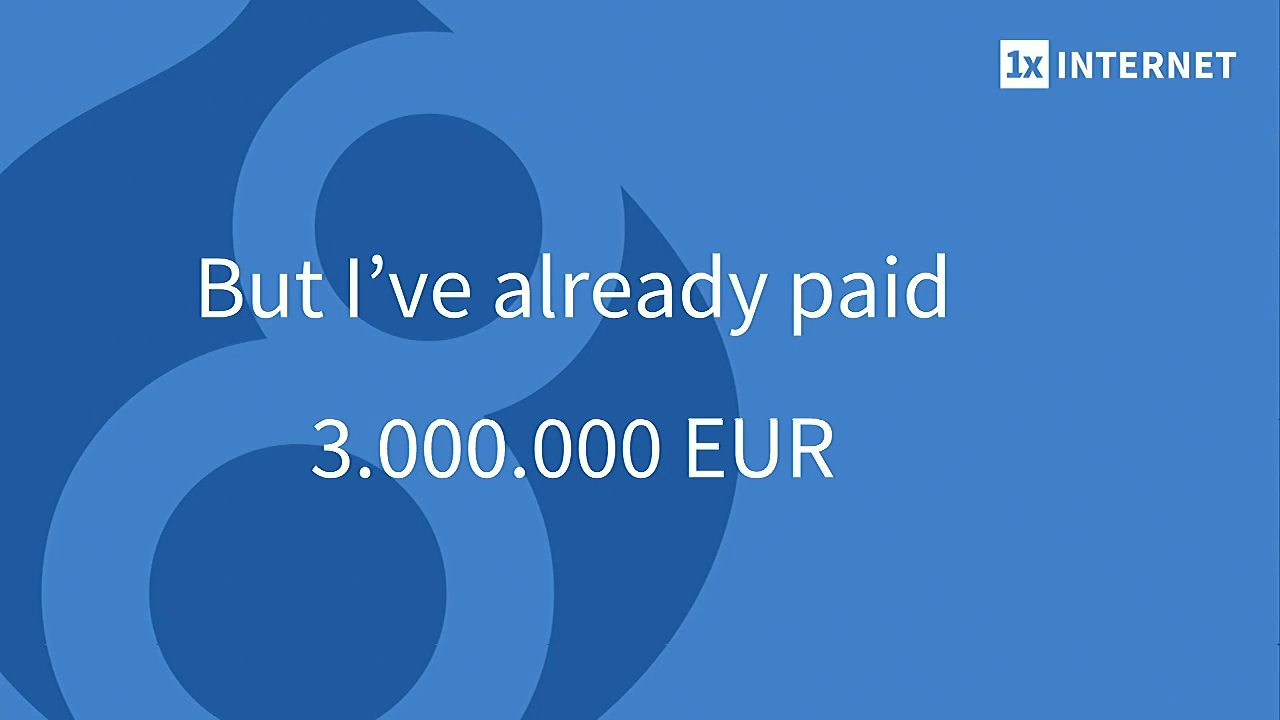 1x INTERNET
But I’ve already paid
3.000.000 EUR